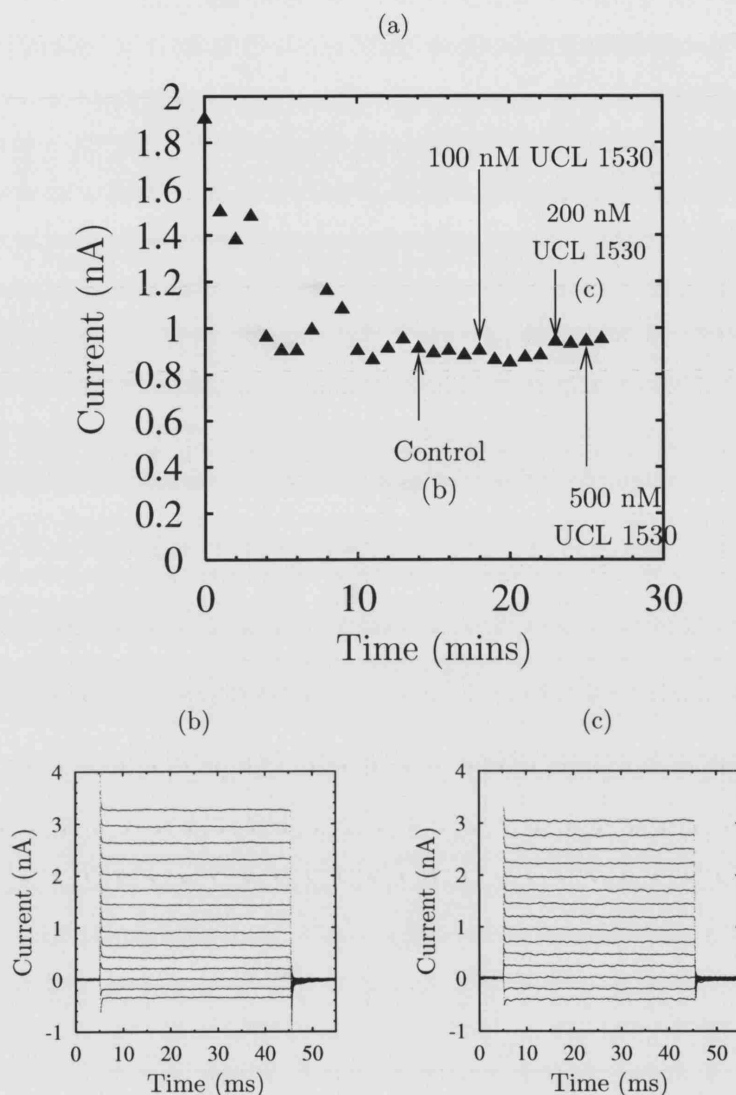 (a)
2
1.8
1.6
1.4
1.2
1
0.8
0.6
0.4
0.2
0
Current (nA)
100 nM UCL 1530
200 nM
UCL 1530
(c)
Control
(b)
500 nM
UCL 1530
0 10 20 30
Time (mins)
(b)
4
3
2
1
0
-1
Current (nA)
0 10 20 30 40 50
Time (ms)
(c)
4
3
2
1
0
-1
Current (nA)
0 10 20 30 40 50
Time (ms)